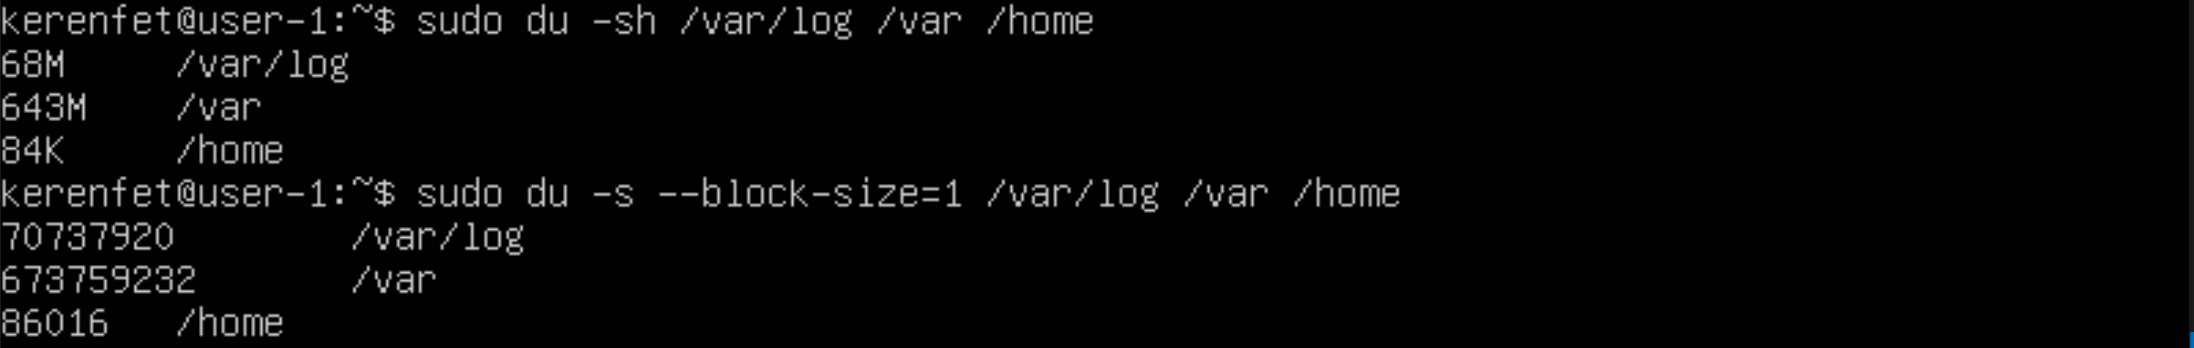 kerenfet@user-1:~$ sudo du -sh /var/log /var /home
68M	/var/log
643M	/var
84K	/home
kerenfet@user-1:~$ sudo du -s --block-size=1 /var/log /var /home
70737920	/var/log
673759232	/var
86016	/home